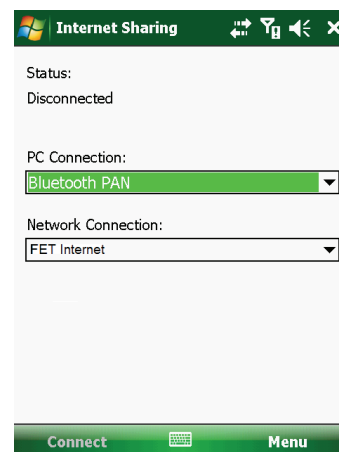 Internet Sharing
Status:
Disconnected
PC Connection:
Bluetooth PAN
Network Connection:
FET Internet
Connect Menu